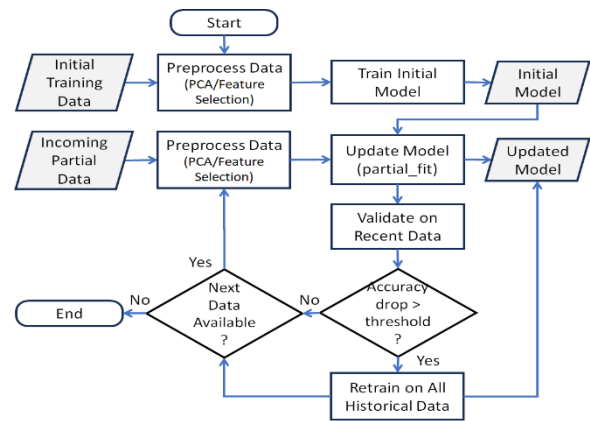 Start
Initial
Training
Data
Preprocess Data
(PCA/Feature
Selection)
Train Initial
Model
Initial
Model
Incoming
Partial
Data
Preprocess Data
(PCA/Feature
Selection)
Update Model
(partial_fit)
Updated
Model
Validate on
Recent Data
Yes
End
No
Next
Data
Available
?
No
Accuracy
drop >
threshold
?
Yes
Retrain on All
Historical Data